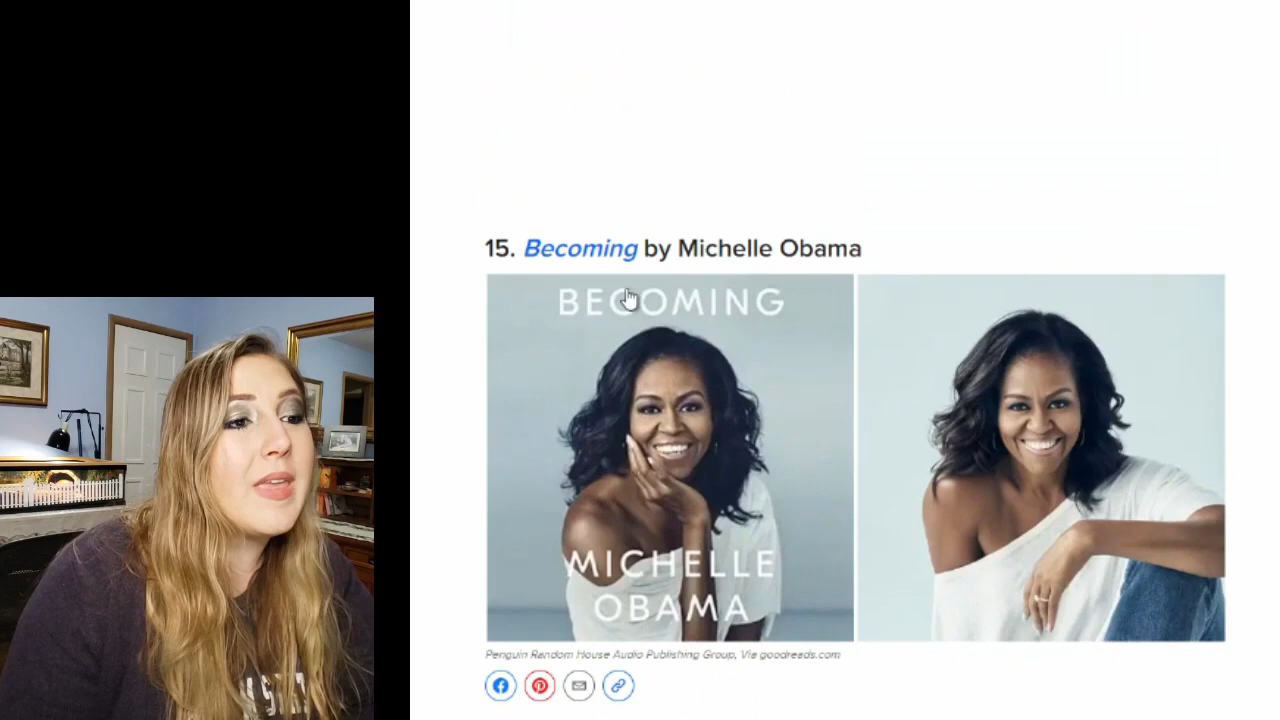 15. Becoming by Michelle Obama
BECOMING
MICHELLE
OBAMA
Penguin Random House Audio Publishing Group, Via goodreads.com